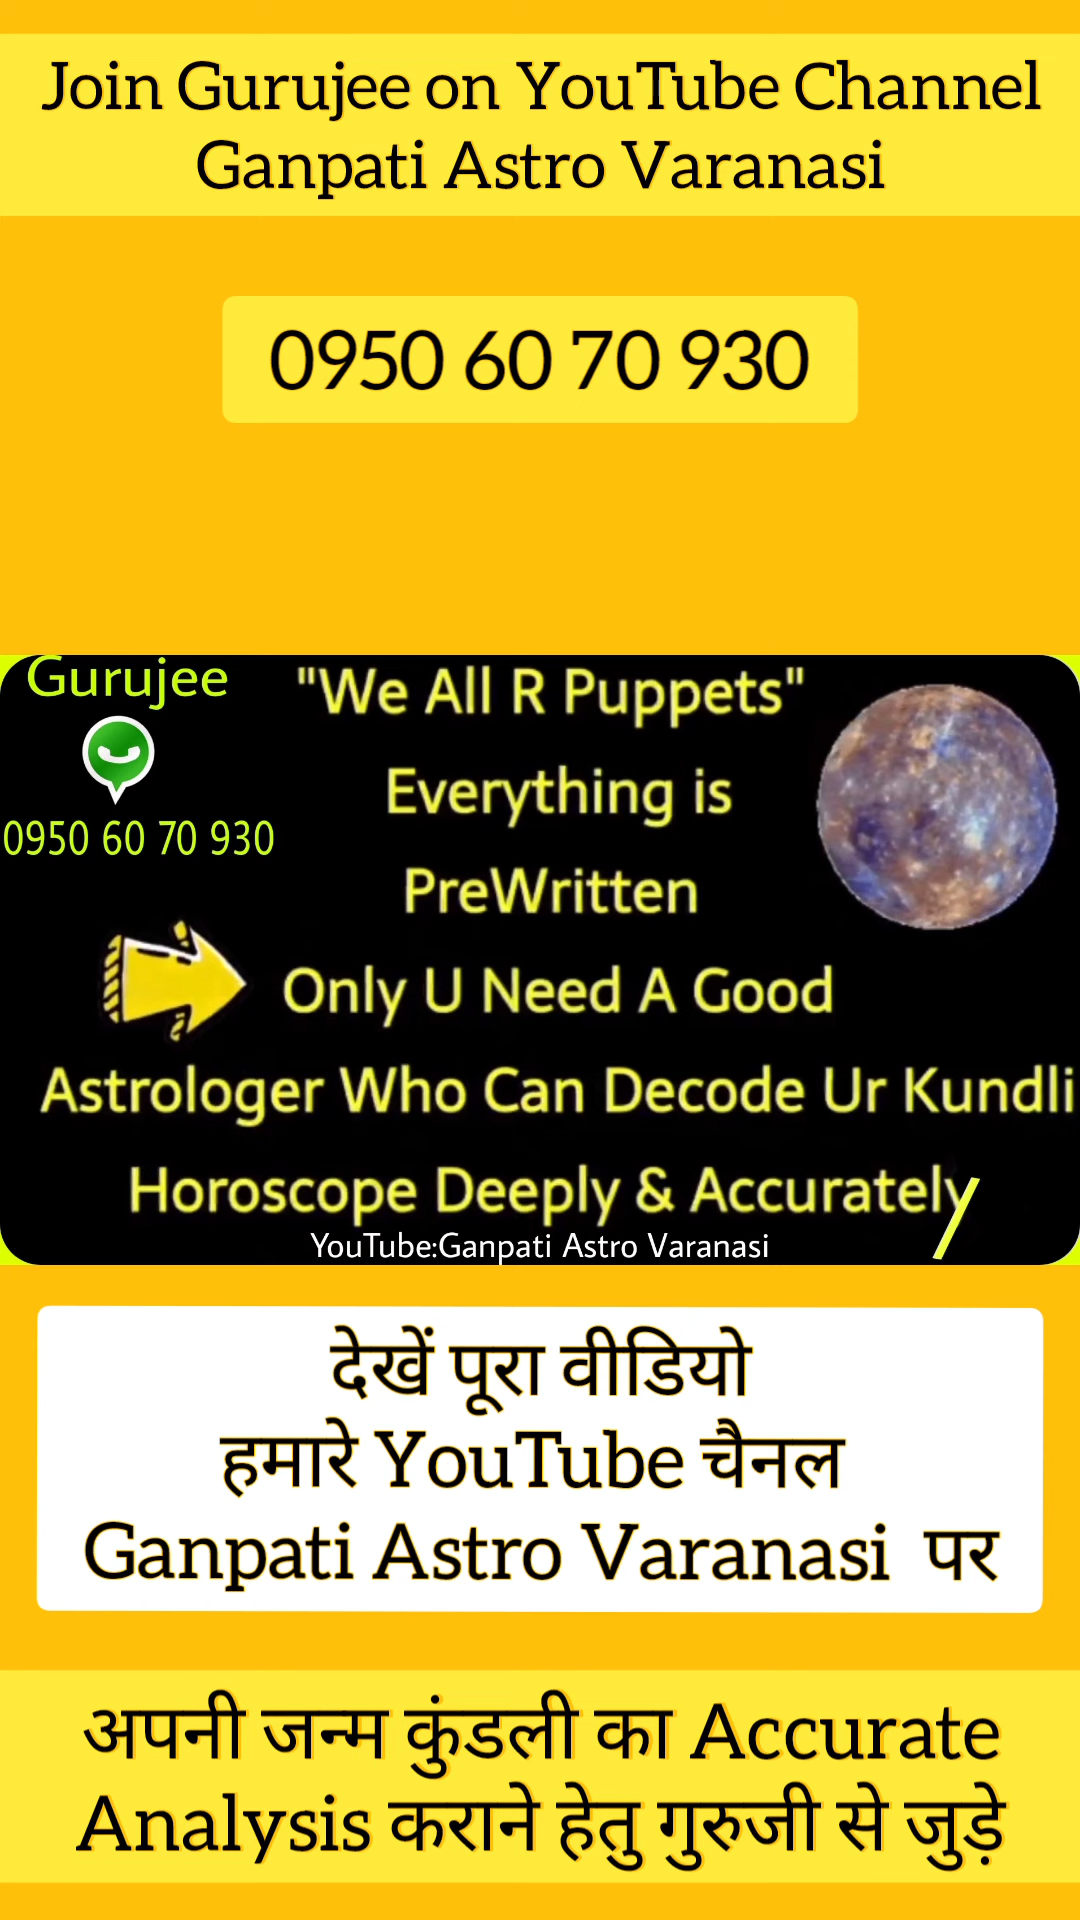 Join Gurujee on YouTube Channel
Ganpati Astro Varanasi
0950 60 70 930
Gurujee
0950 60 70 930
"We All R Puppets"
Everything is
PreWritten
Only U Need A Good
Astrologer Who Can Decode Ur Kundli
Horoscope Deeply & Accurately
YouTube:Ganpati Astro Varanasi
देखें पूरा वीडियो
हमारे YouTube चैनल
Ganpati Astro Varanasi पर
अपनी जन्म कुंडली का Accurate
Analysis कराने हेतु गुरुजी से जुड़े